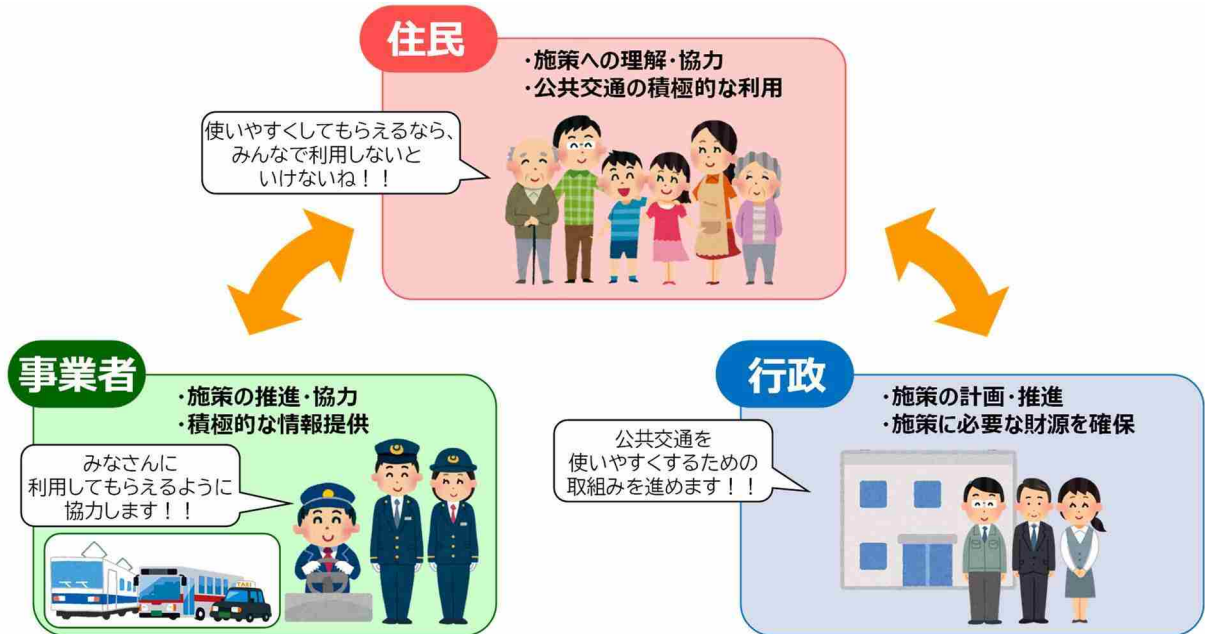 住民
・施策への理解・協力
・公共交通の積極的な利用
使いやすくしてもらえるなら、
みんなで利用しないと
いけないね！！
事業者
・施策の推進・協力
・積極的な情報提供
みなさんに
利用してもらえるように
協力します！！
TAXI
行政
・施策の計画・推進
・施策に必要な財源を確保
公共交通を
使いやすくするための
取組みを進めます！！